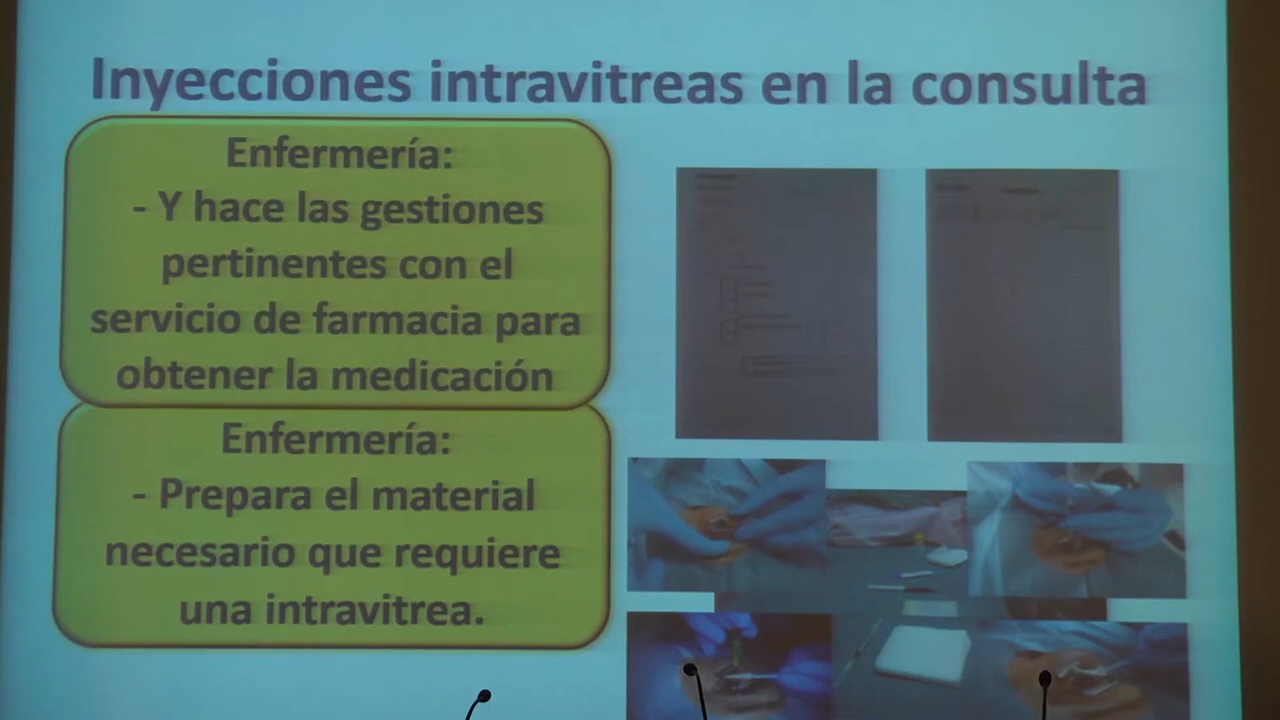 Inyecciones intravitreas en la consulta
Enfermería:
- Y hace las gestiones
pertinentes con el
servicio de farmacia para
obtener la medicación
Enfermería:
- Prepara el material
necesario que requiere
una intravitrea.